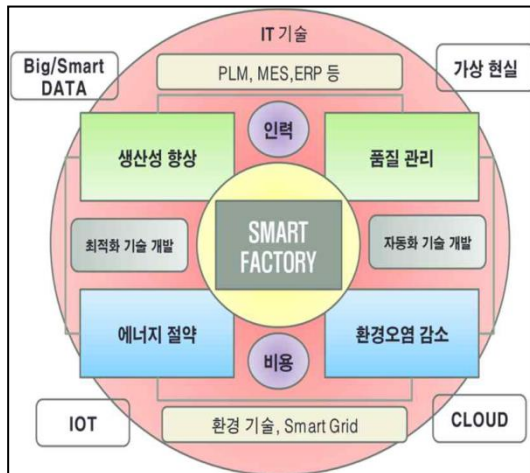 IT 기술
Big/Smart
DATA
PLM, MES,ERP 등
가상 현실
인력
생산성 향상
품질 관리
최적화 기술 개발
SMART
FACTORY
자동화 기술 개발
에너지 절약
환경오염 감소
비용
IOT
환경 기술, Smart Grid
CLOUD